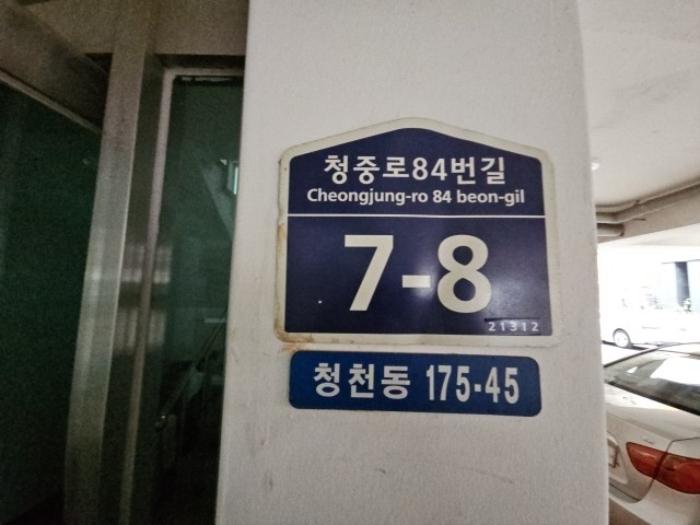 청중로84번길
Cheongjung-ro 84 beon-gil
7-8
21312
청천동 175-45